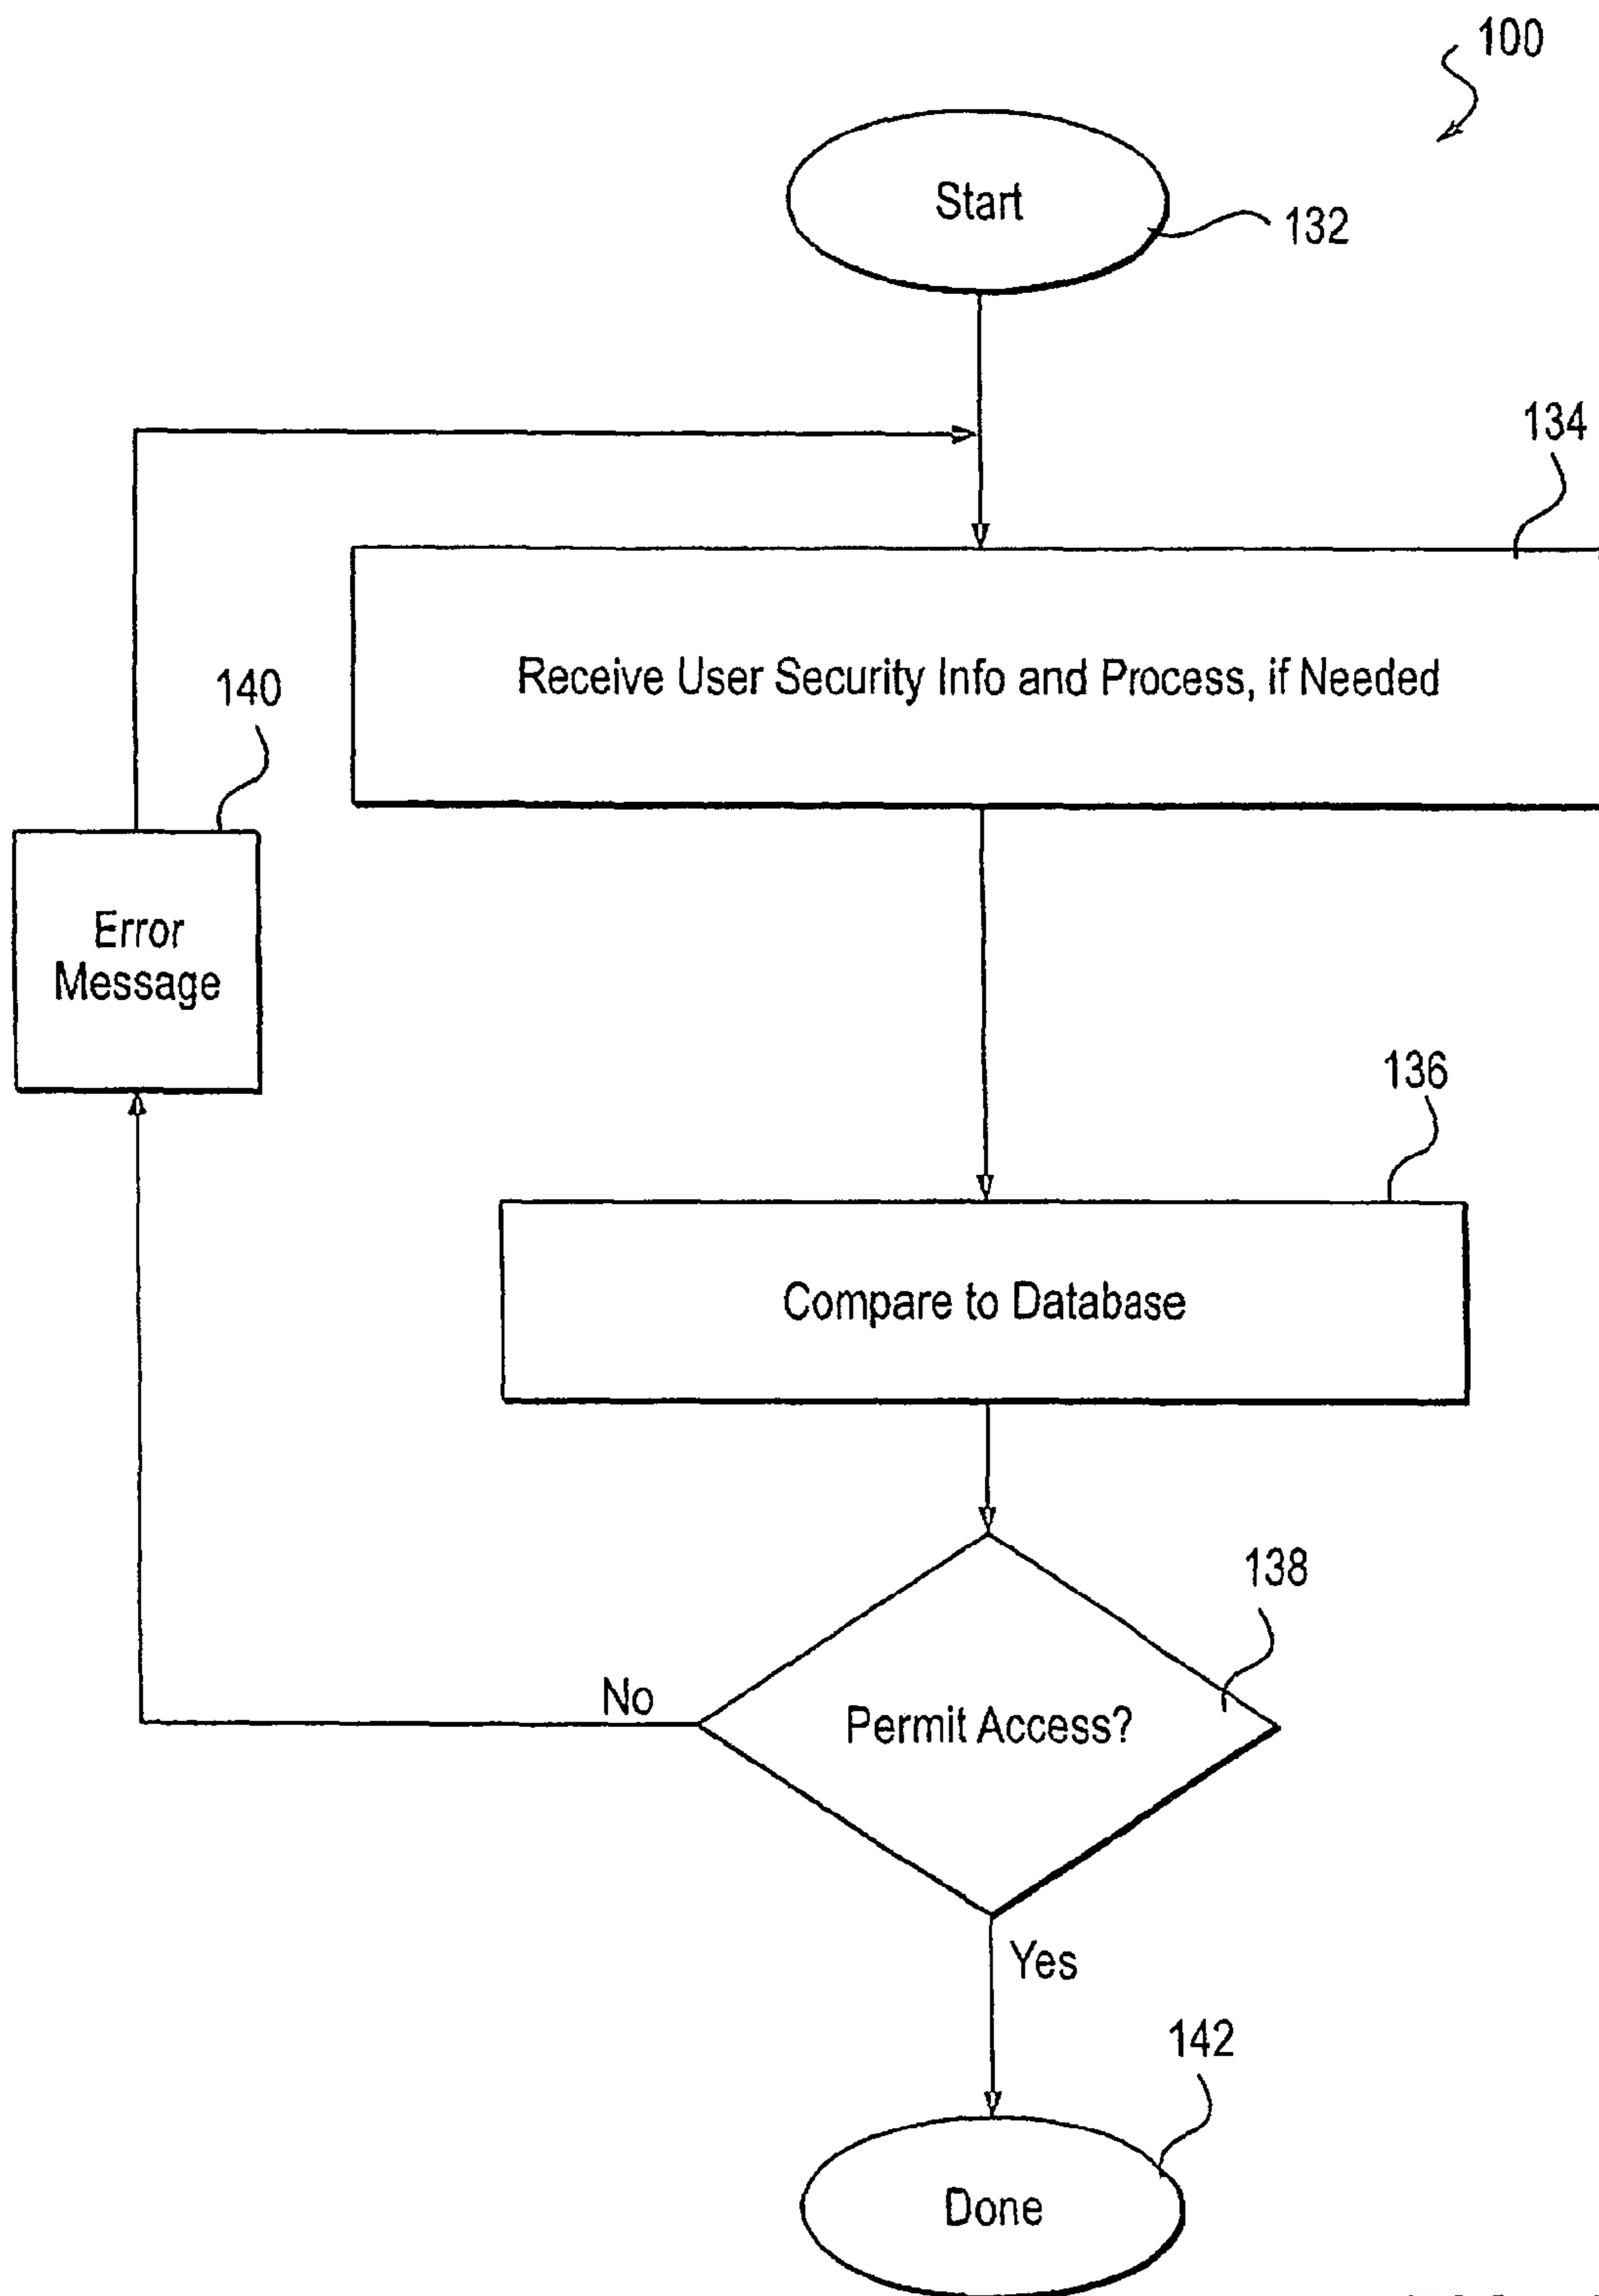 100
Start
132
134
Receive User Security Info and Process, if Needed
140
Error
Message
136
Compare to Database
138
No
Permit Access?
Yes
142
Done